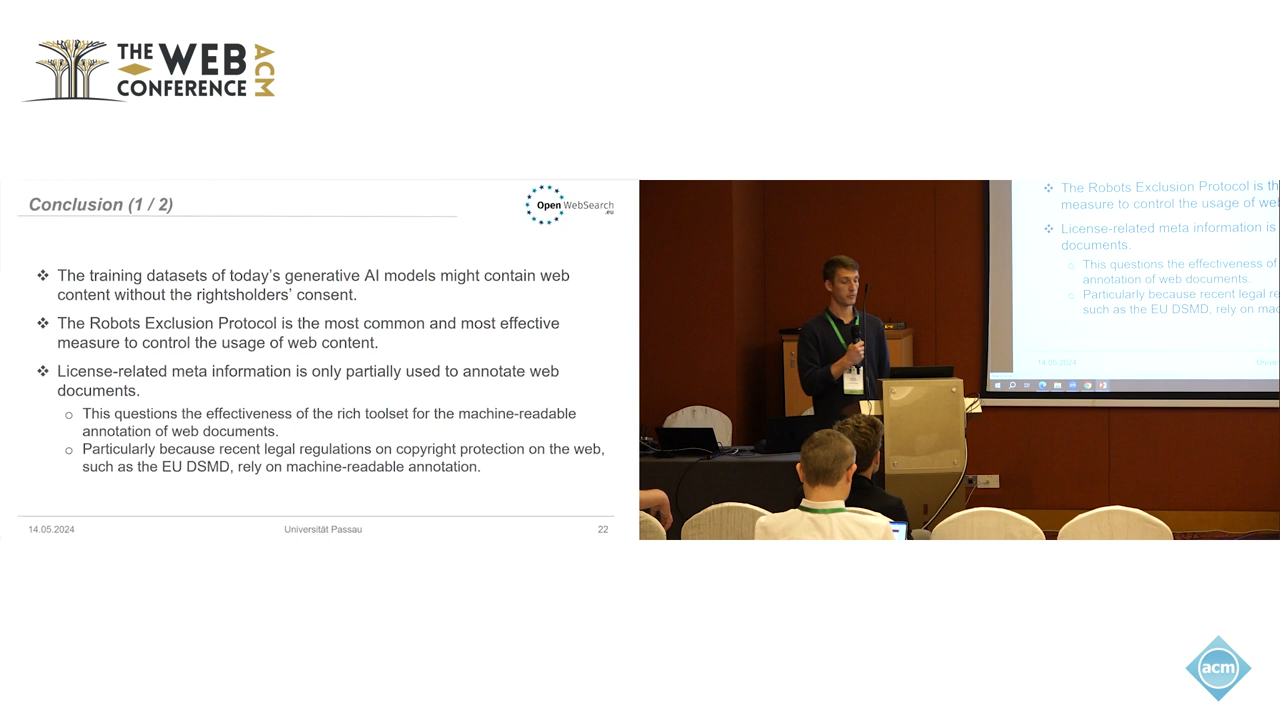 THE WEB
CONFERENCE
ACM
Conclusion (1 / 2)
Open WebSearch
.eu
❖ The training datasets of today's generative AI models might contain web
content without the rightsholders' consent.
❖ The Robots Exclusion Protocol is the most common and most effective
measure to control the usage of web content.
❖ License-related meta information is only partially used to annotate web
documents.
o This questions the effectiveness of the rich toolset for the machine-readable
annotation of web documents.
o Particularly because recent legal regulations on copyright protection on the web,
such as the EU DSMD, rely on machine-readable annotation.
14.05.2024
Universität Passau
22
❖ The Robots Exclusion Protocol is th
measure to control the usage of we
❖ License-related meta information is
documents.
o This questions the effectiveness of
annotation of web documents.
o Particularly because recent legal re
such as the EU DSMD, rely on mac
14.05.2024
acm